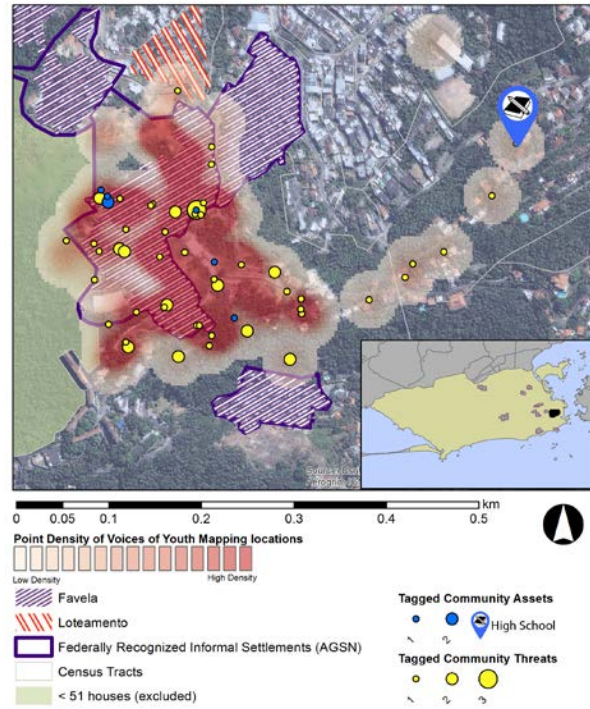 km
0 0.05 0.1 0.2 0.3 0.4 0.5
Point Density of Voices of Youth Mapping locations
Low Density High Density
Favela
Loteamento
Federally Recognized Informal Settlements (AGSN)
Census Tracts
< 51 houses (excluded)
Tagged Community Assets
1 2 High School
Tagged Community Threats
1 2 3